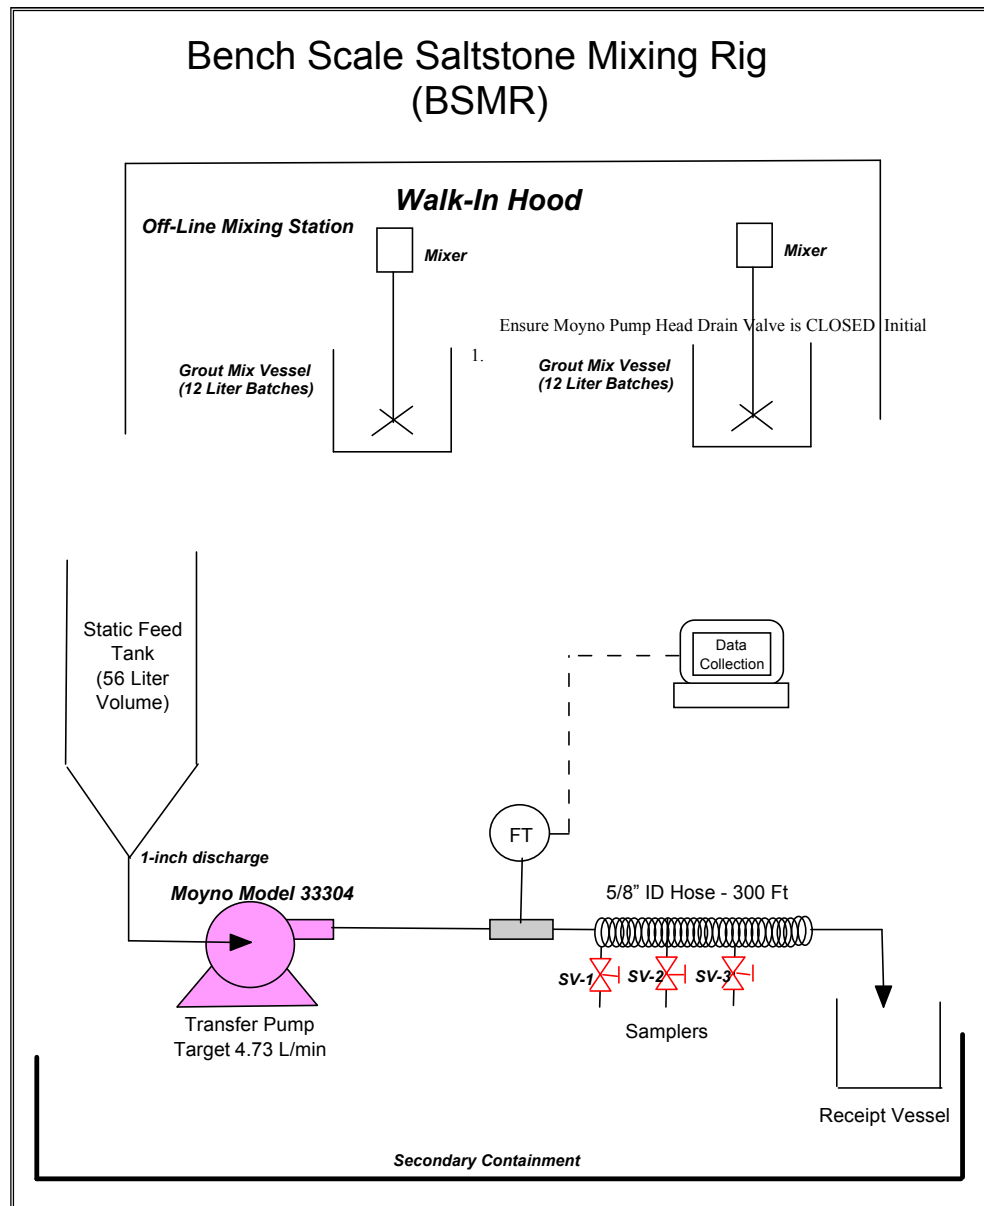 Bench Scale Saltstone Mixing Rig
(BSMR)
Walk-In Hood
Off-Line Mixing Station
Mixer
Mixer
Ensure Moyno Pump Head Drain Valve is CLOSED Initial
1.
Grout Mix Vessel
(12 Liter Batches)
Grout Mix Vessel
(12 Liter Batches)
Static Feed
Tank
(56 Liter
Volume)
Data
Collection
FT
1-inch discharge
Moyno Model 33304
5/8” ID Hose - 300 Ft
SV-1
SV-2
SV-3
Transfer Pump
Target 4.73 L/min
Samplers
Receipt Vessel
Secondary Containment